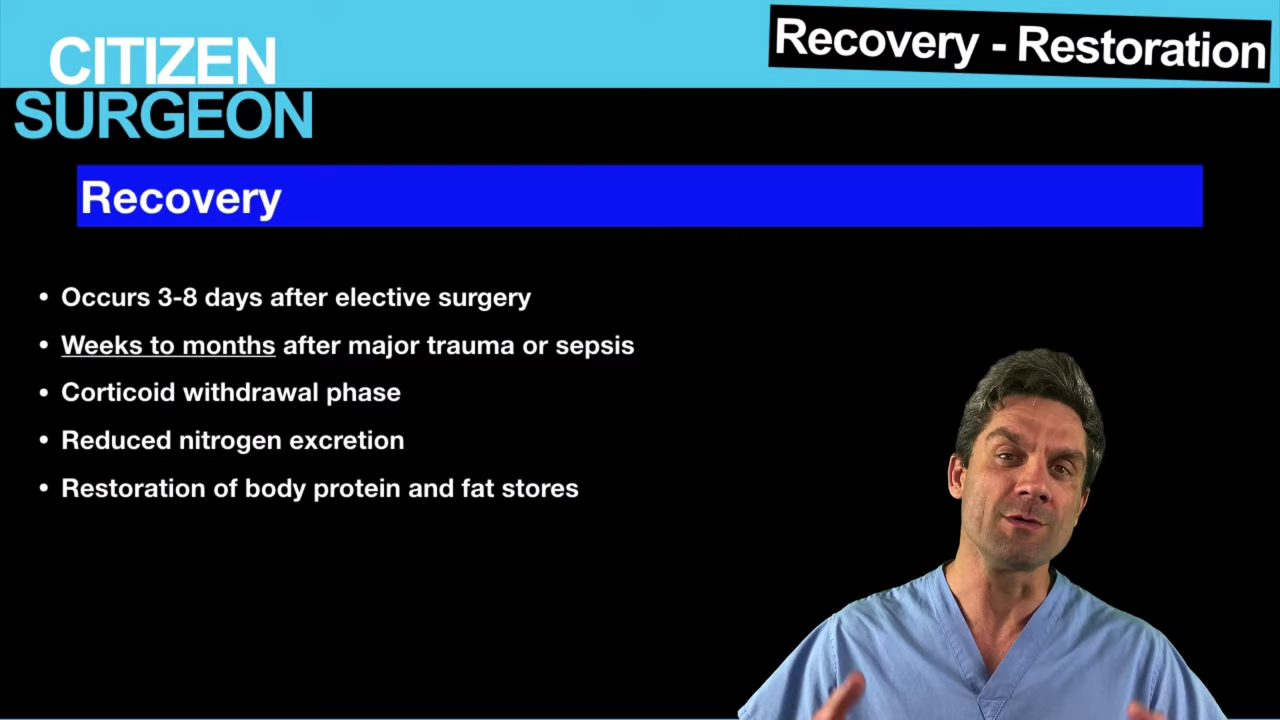 CITIZEN
SURGEON
Recovery - Restoration
Recovery
• Occurs 3-8 days after elective surgery
• Weeks to months after major trauma or sepsis
• Corticoid withdrawal phase
• Reduced nitrogen excretion
• Restoration of body protein and fat stores